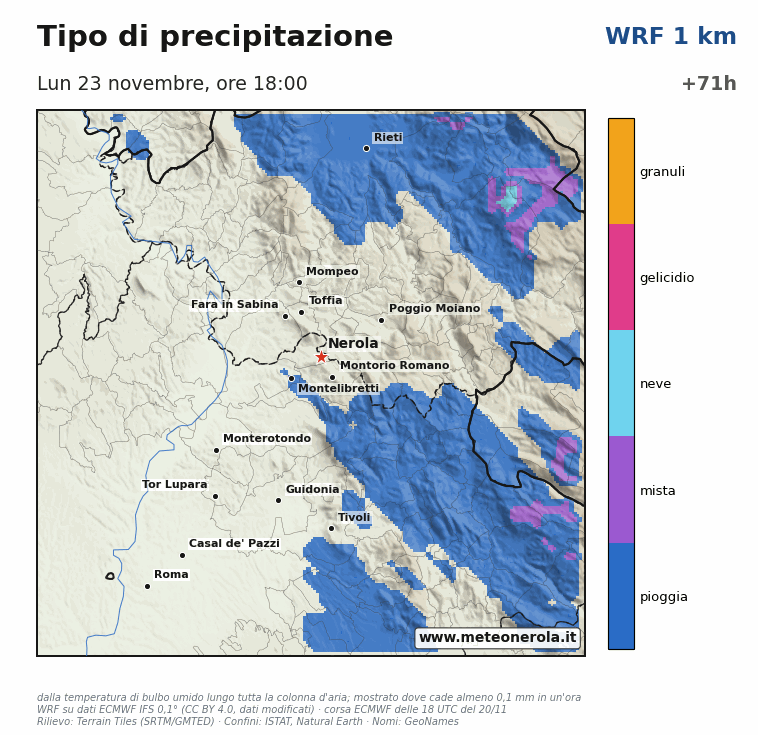 Tipo di precipitazione
WRF 1 km
Lun 23 novembre, ore 18:00
+71h
Rieti
Mompeo
Fara in Sabina
Toffia
Poggio Moiano
Nerola
Montorio Romano
Montelibretti
Monterotondo
Tor Lupara
Guidonia
Tivoli
Casal de' Pazzi
Roma
www.meteonerola.it
granuli
gelicidio
neve
mista
pioggia
dalla temperatura di bulbo umido lungo tutta la colonna d'aria; mostrato dove cade almeno 0,1 mm in un'ora
WRF su dati ECMWF IFS 0,1° (CC BY 4.0, dati modificati) · corsa ECMWF delle 18 UTC del 20/11
Rilievo: Terrain Tiles (SRTM/GMTED) · Confini: ISTAT, Natural Earth · Nomi: GeoNames